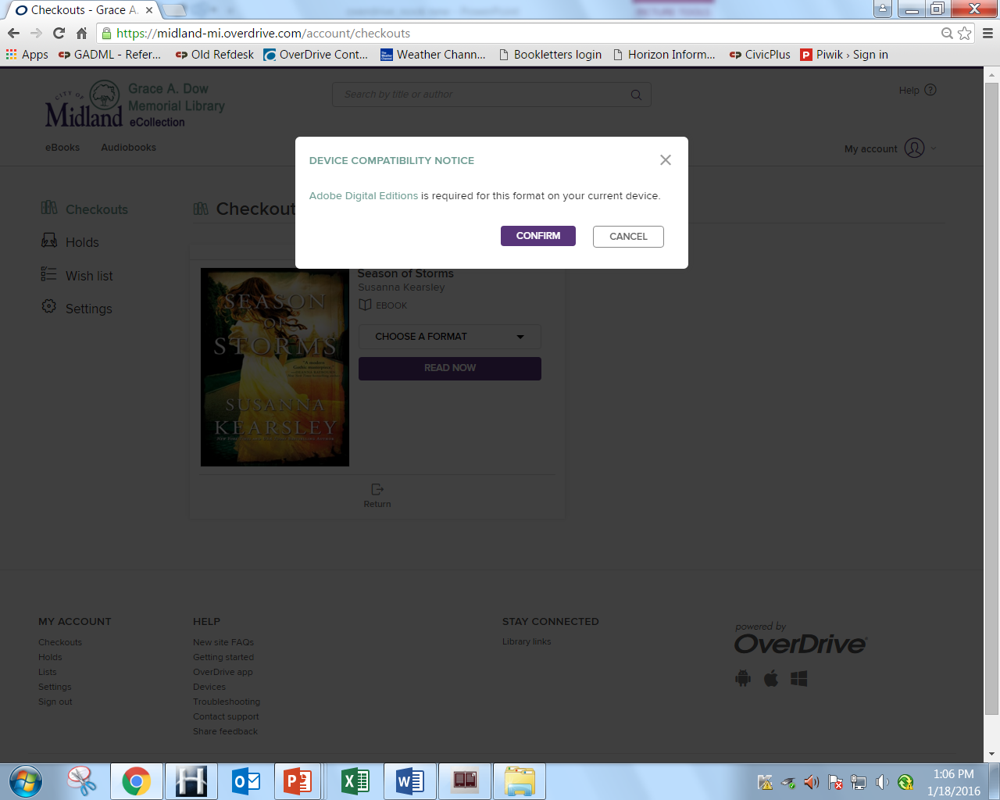 Checkouts - Grace A.
https://midland-mi.overdrive.com/account/checkouts
Apps GADML - Refer... Old Refdesk OverDrive Cont... Weather Chann... Bookletters login Horizon Inform... CivicPlus Piwik › Sign in
CITY OF
Midland
Grace A. Dow
Memorial Library
eCollection
Search by title or author
Help
eBooks Audiobooks
My account
DEVICE COMPATIBILITY NOTICE
Adobe Digital Editions is required for this format on your current device.
CONFIRM CANCEL
Checkouts
Holds
Wish list
Settings
Checkout
SEASON
OF
STORMS
SUSANNA
KEARSLEY
Season of Storms
Susanna Kearsley
EBOOK
CHOOSE A FORMAT
READ NOW
Return
MY ACCOUNT
Checkouts
Holds
Lists
Settings
Sign out
HELP
New site FAQs
Getting started
OverDrive app
Devices
Troubleshooting
Contact support
Share feedback
STAY CONNECTED
Library links
powered by
OverDrive
1:06 PM
1/18/2016